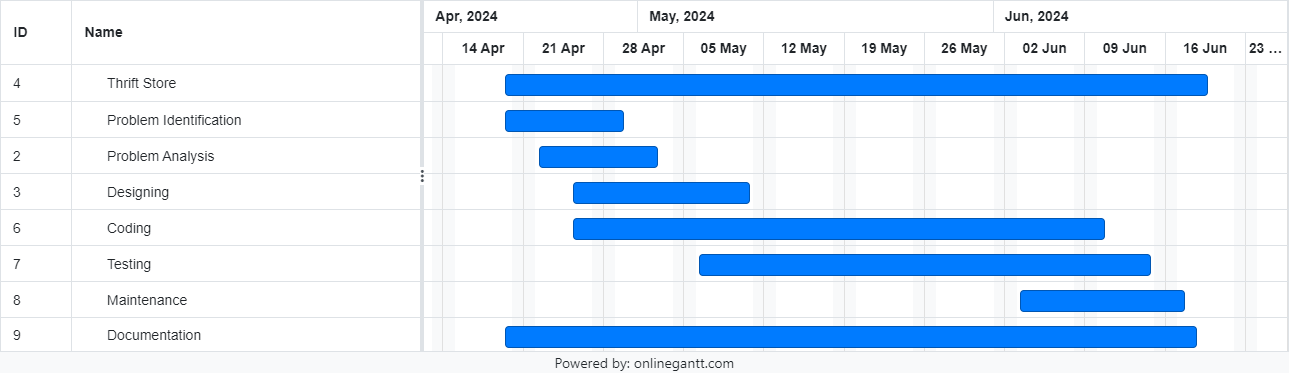 ID Name Apr, 2024 May, 2024 Jun, 2024
14 Apr 21 Apr 28 Apr 05 May 12 May 19 May 26 May 02 Jun 09 Jun 16 Jun 23 ...
4 Thrift Store
5 Problem Identification
2 Problem Analysis
3 Designing
6 Coding
7 Testing
8 Maintenance
9 Documentation
Powered by: onlinegantt.com